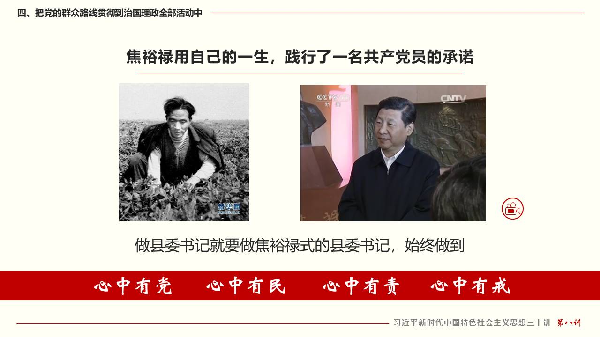 四、把党的群众路线贯彻到治国理政全部活动中
焦裕禄用自己的一生，践行了一名共产党员的承诺
CNTV
做县委书记就要做焦裕禄式的县委书记，始终做到
心中有党 心中有民 心中有责 心中有戒
习近平新时代中国特色社会主义思想三十讲 第八讲